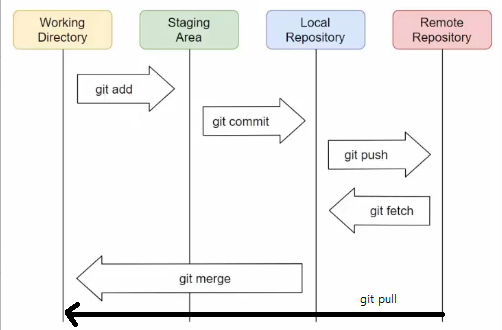 Working
Directory
Staging
Area
Local
Repository
Remote
Repository
git add
git commit
git push
git fetch
git merge
git pull